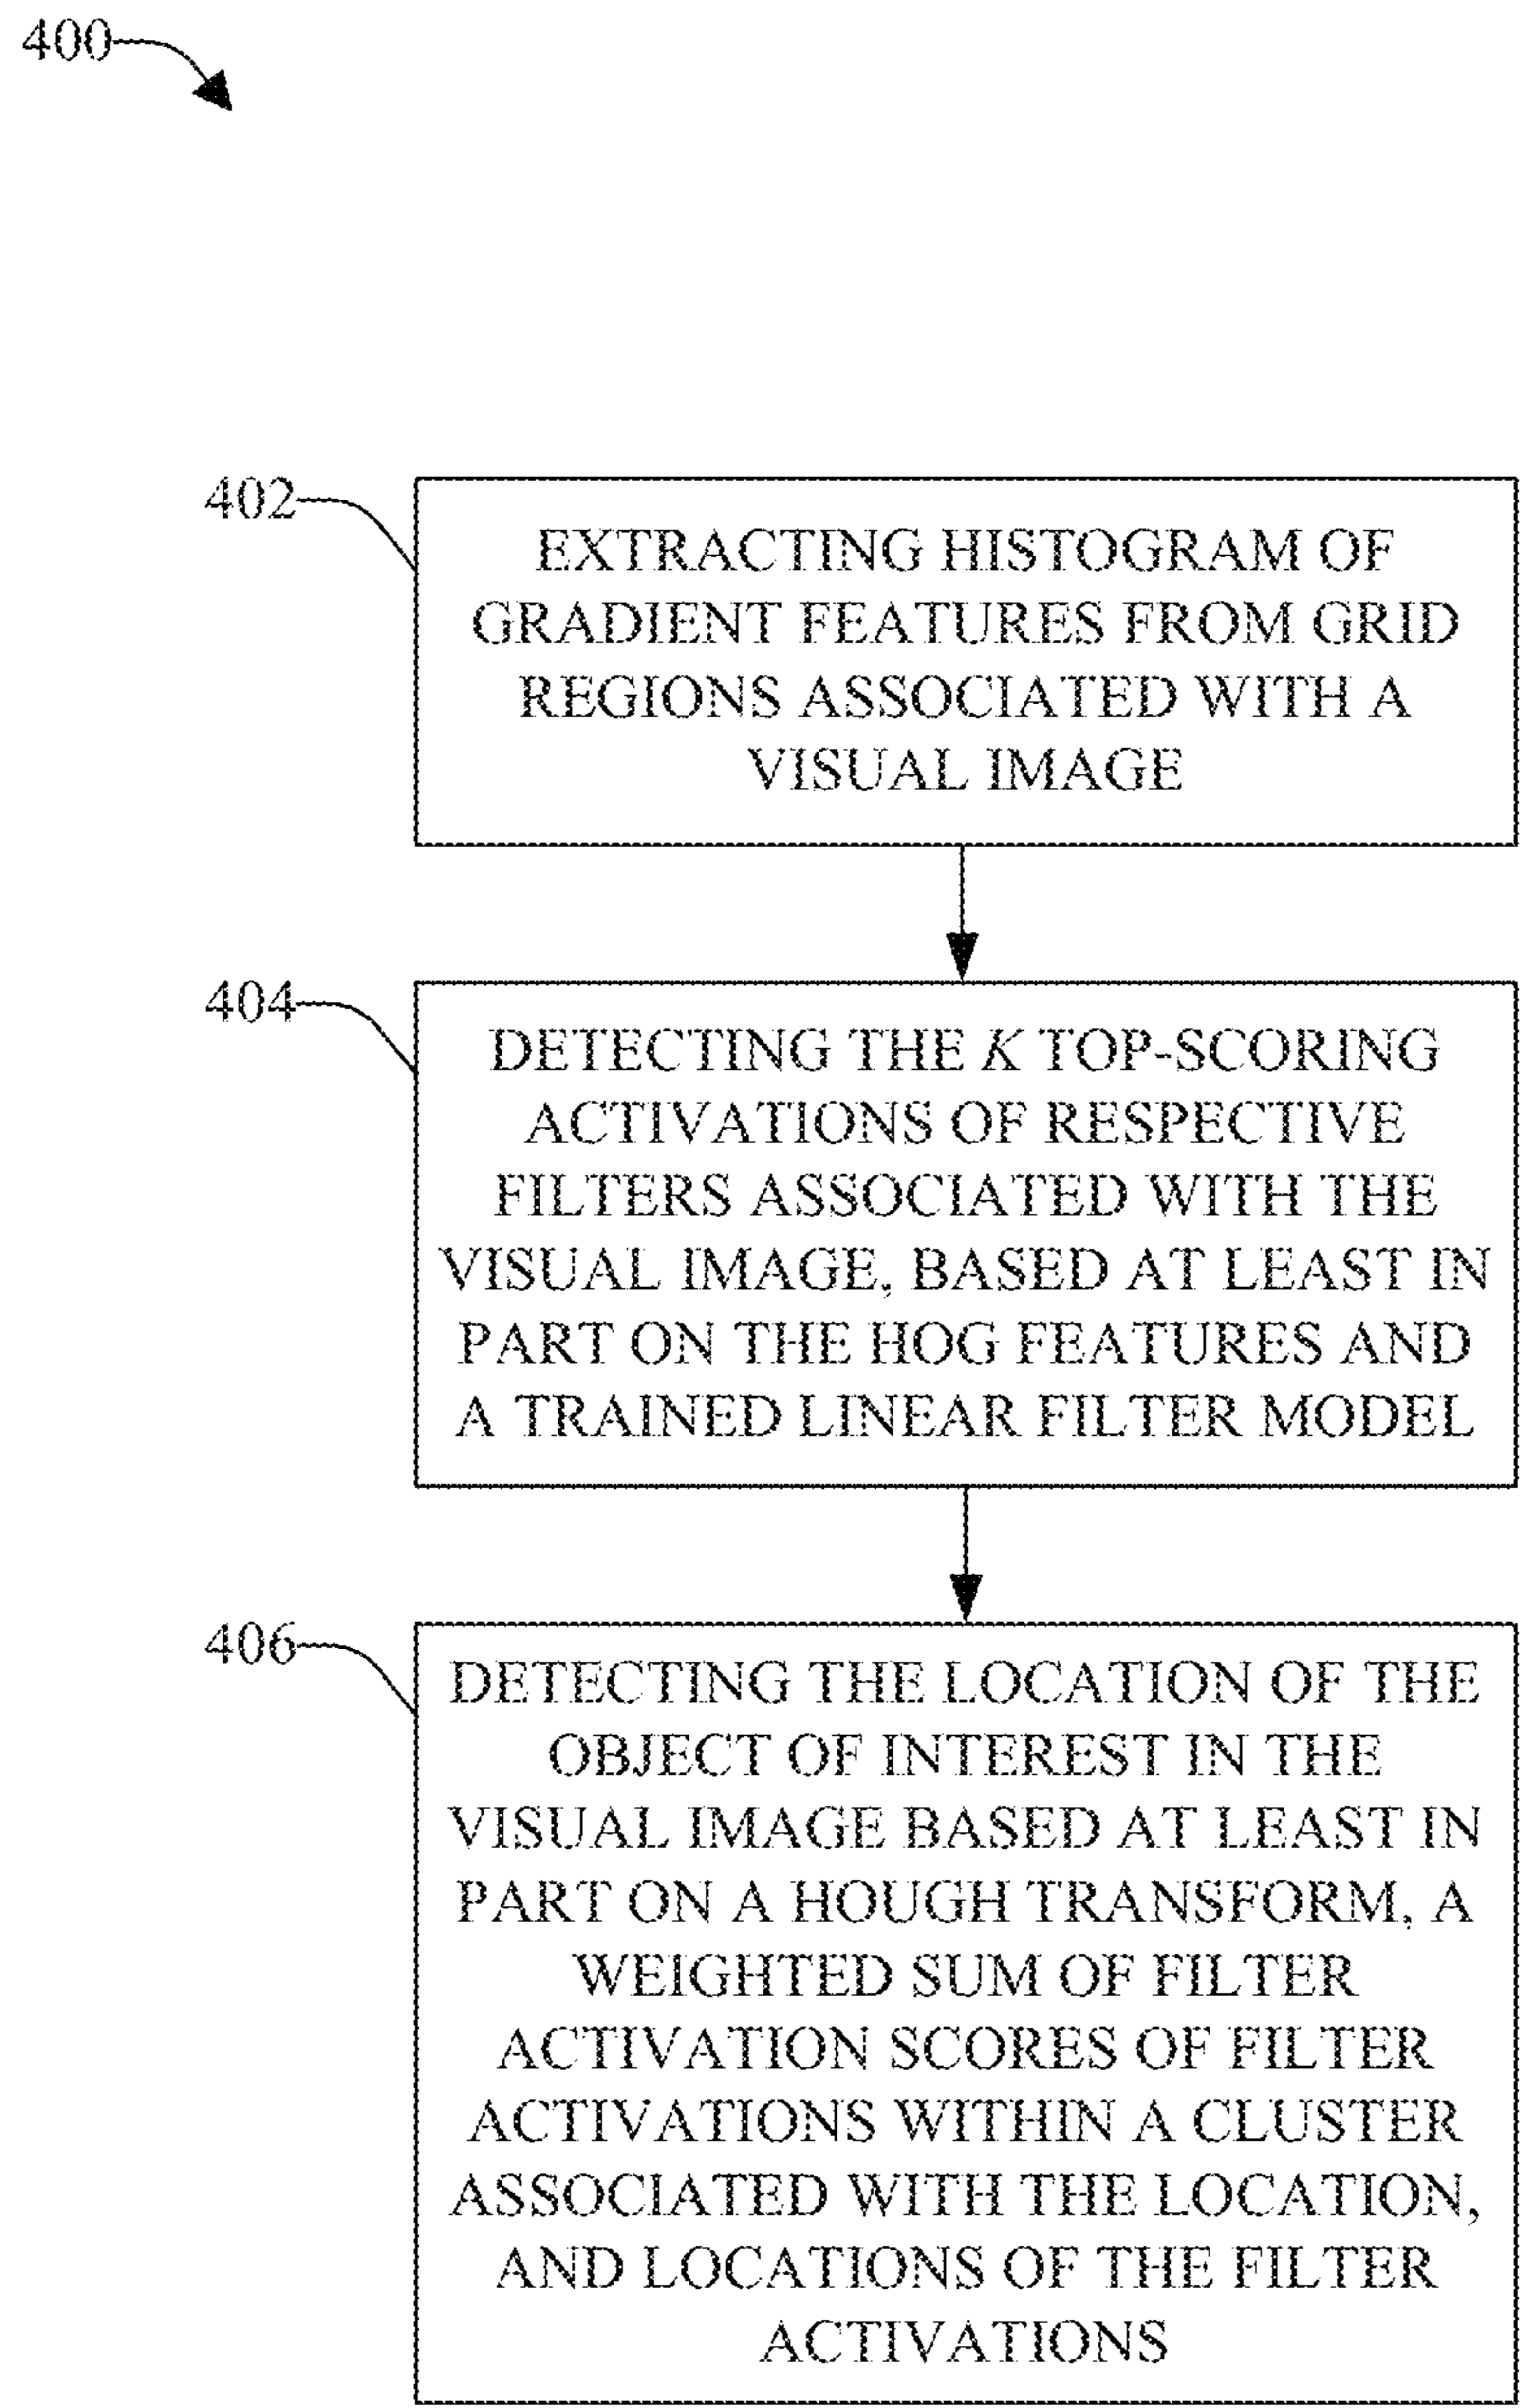 400
402
EXTRACTING HISTOGRAM OF
GRADIENT FEATURES FROM GRID
REGIONS ASSOCIATED WITH A
VISUAL IMAGE
404
DETECTING THE K TOP-SCORING
ACTIVATIONS OF RESPECTIVE
FILTERS ASSOCIATED WITH THE
VISUAL IMAGE, BASED AT LEAST IN
PART ON THE HOG FEATURES AND
A TRAINED LINEAR FILTER MODEL
406
DETECTING THE LOCATION OF THE
OBJECT OF INTEREST IN THE
VISUAL IMAGE BASED AT LEAST IN
PART ON A HOUGH TRANSFORM, A
WEIGHTED SUM OF FILTER
ACTIVATION SCORES OF FILTER
ACTIVATIONS WITHIN A CLUSTER
ASSOCIATED WITH THE LOCATION,
AND LOCATIONS OF THE FILTER
ACTIVATIONS